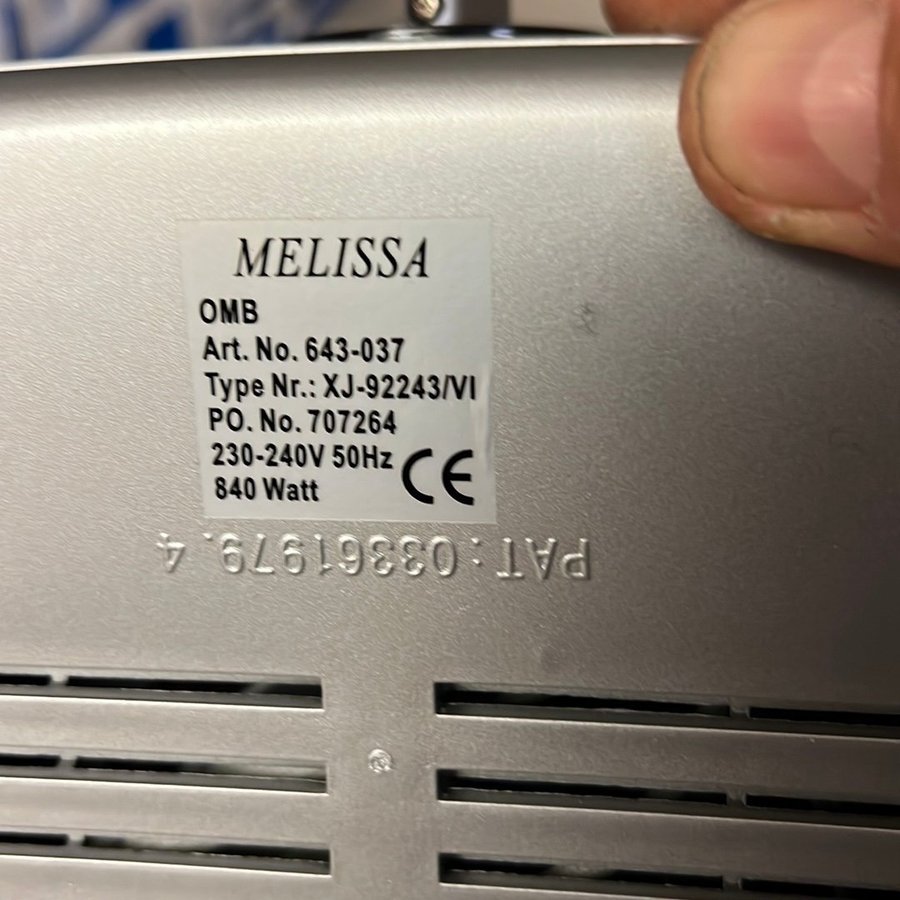 MELISSA
OMB
Art. No. 643-037
Type Nr.: XJ-92243/VI
PO. No. 707264
230-240V 50Hz
840 Watt CE
PAT: 03361979.4